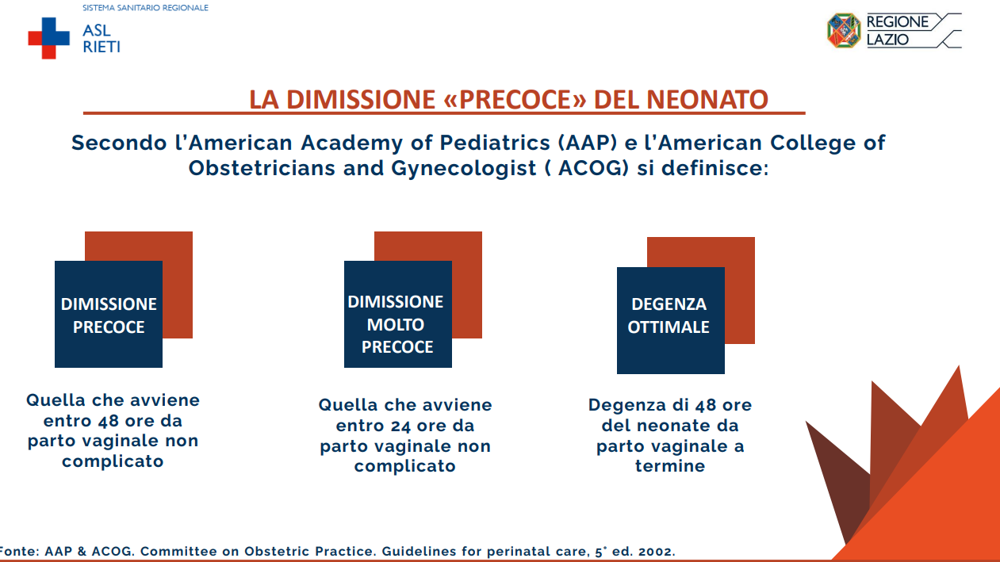 SISTEMA SANITARIO REGIONALE
ASL
RIETI
REGIONE
LAZIO
LA DIMISSIONE «PRECOCE» DEL NEONATO
Secondo l’American Academy of Pediatrics (AAP) e l’American College of
Obstetricians and Gynecologist ( ACOG) si definisce:
DIMISSIONE
PRECOCE
Quella che avviene
entro 48 ore da
parto vaginale non
complicato
DIMISSIONE
MOLTO
PRECOCE
Quella che avviene
entro 24 ore da
parto vaginale non
complicato
DEGENZA
OTTIMALE
Degenza di 48 ore
del neonate da
parto vaginale a
termine
Fonte: AAP & ACOG. Committee on Obstetric Practice. Guidelines for perinatal care, 5° ed. 2002.